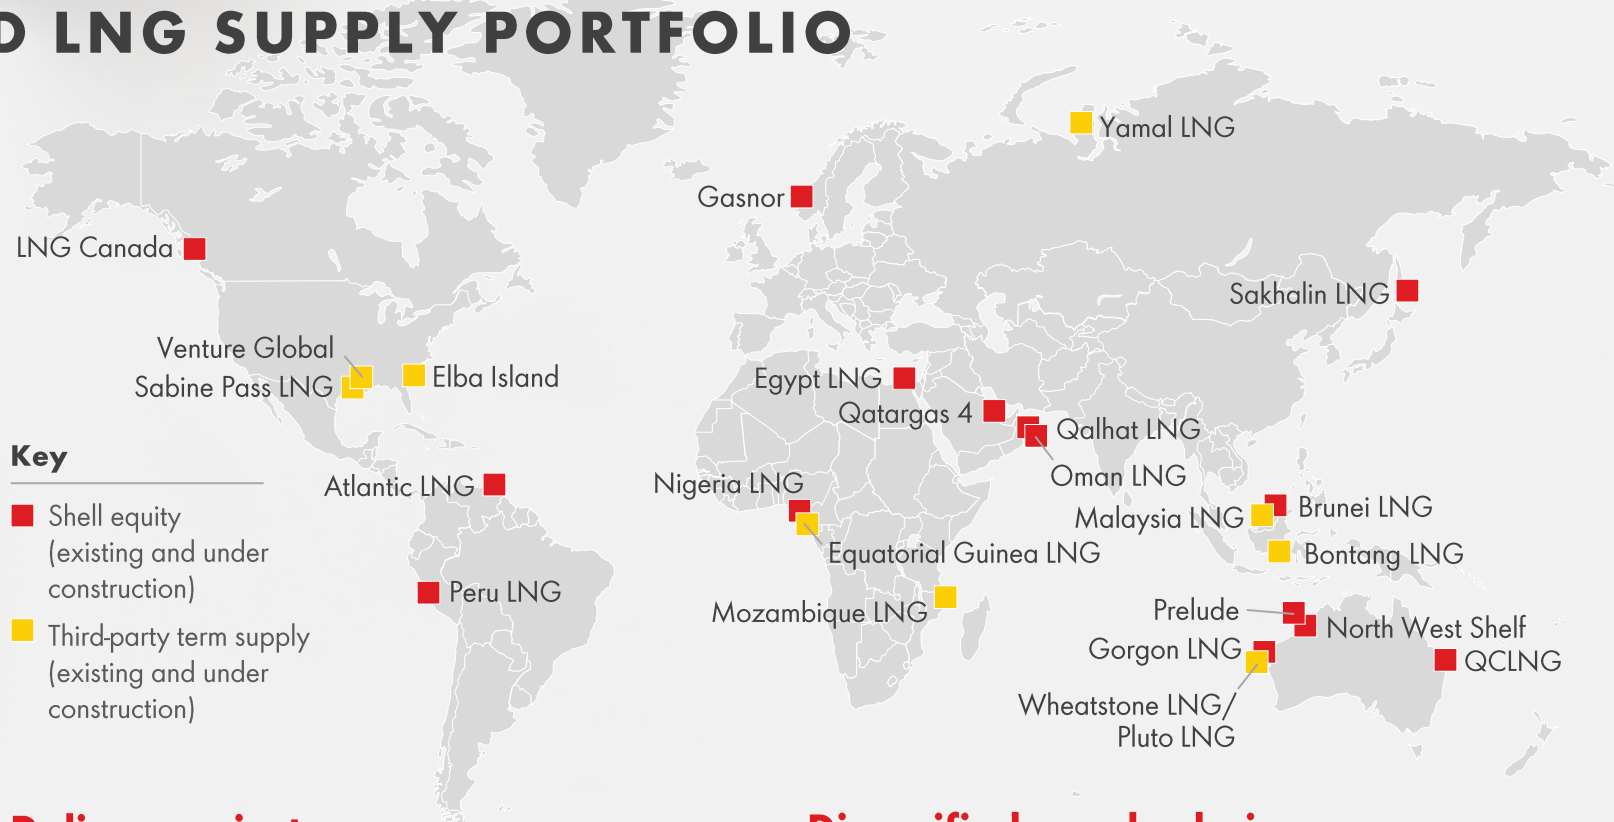 D LNG SUPPLY PORTFOLIO
Yamal LNG
Gasnor
LNG Canada
Sakhalin LNG
Venture Global
Sabine Pass LNG
Elba Island
Egypt LNG
Qatargas 4
Qalhat LNG
Oman LNG
Key
Shell equity
(existing and under
construction)
Third-party term supply
(existing and under
construction)
Atlantic LNG
Peru LNG
Nigeria LNG
Equatorial Guinea LNG
Mozambique LNG
Brunei LNG
Malaysia LNG
Bontang LNG
Prelude
North West Shelf
Gorgon LNG
QCLNG
Wheatstone LNG/
Pluto LNG